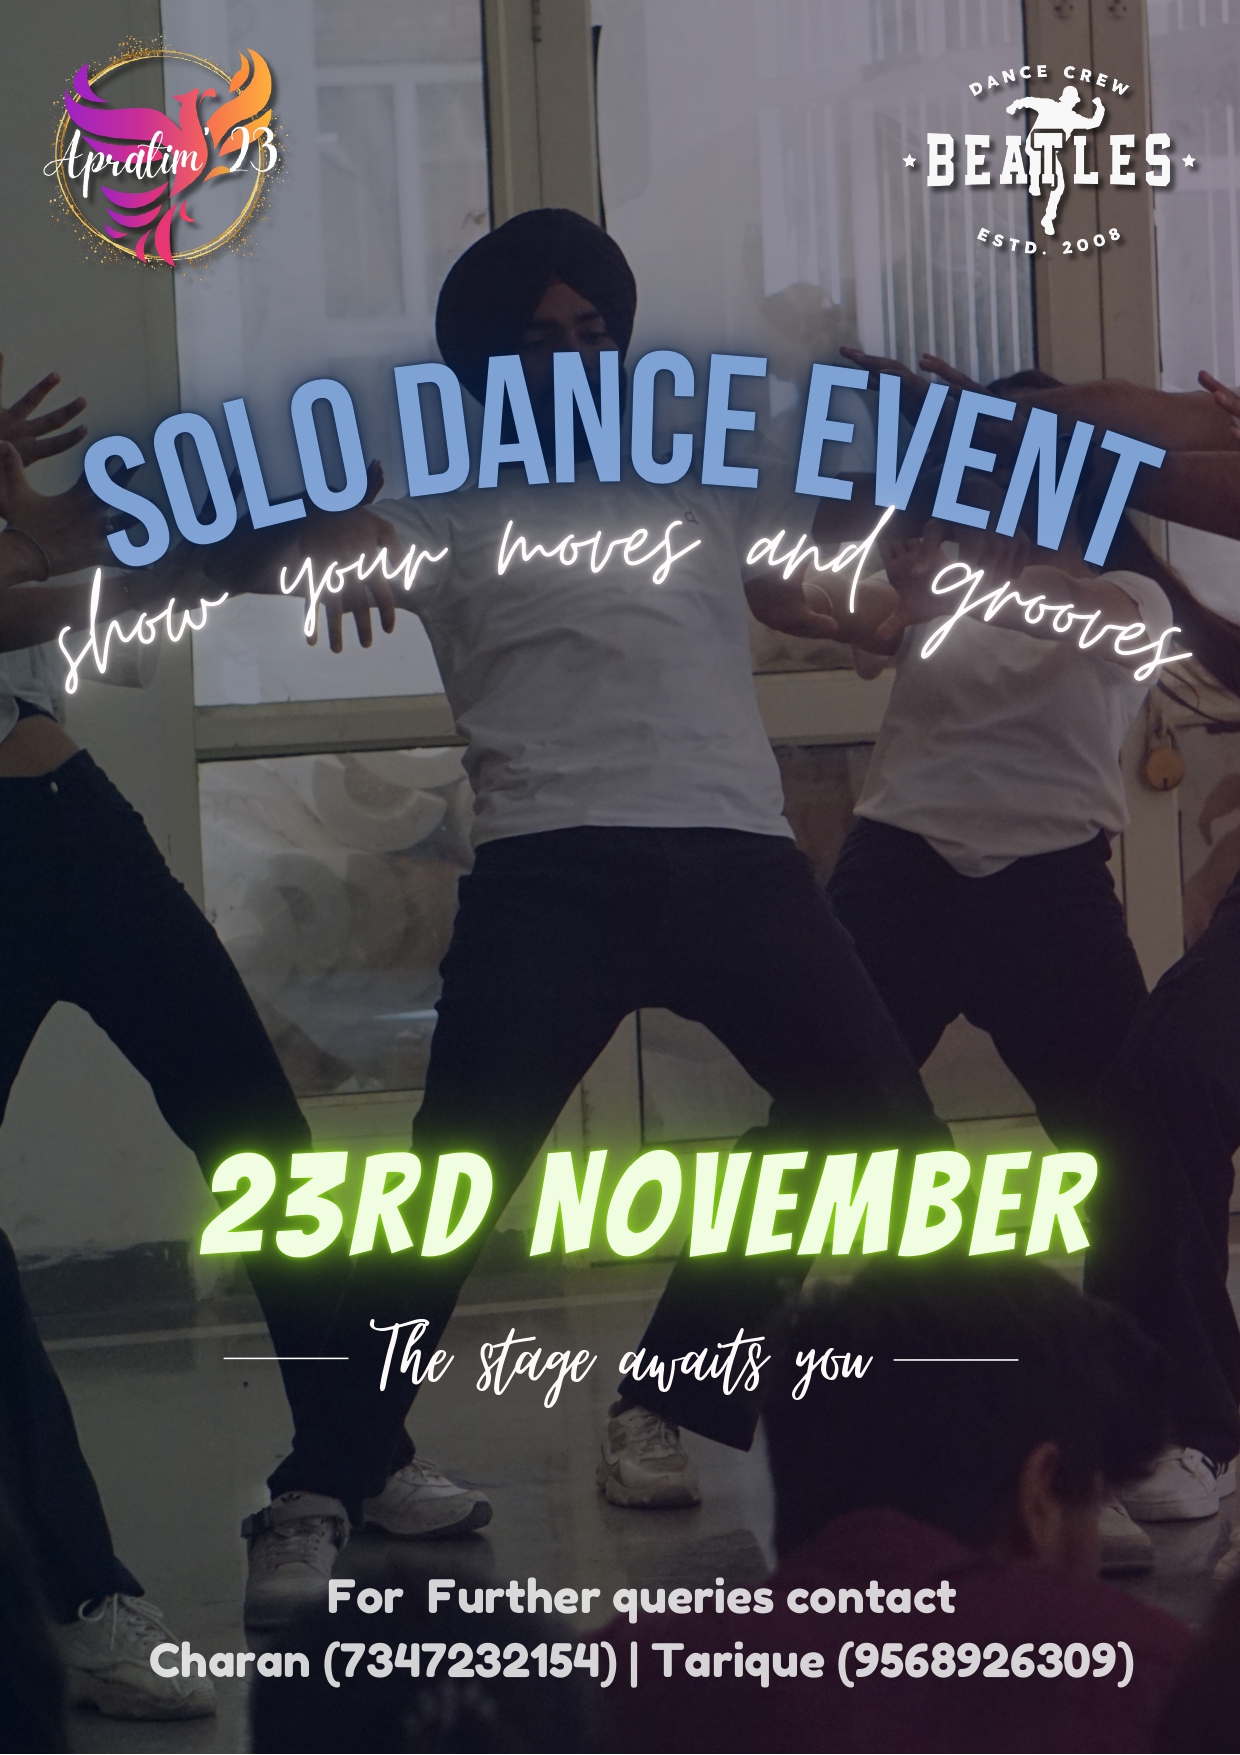 Apratim' 23
DANCE CREW
BEATLES
ESTD. 2008
SOLO DANCE EVENT
show your moves and grooves
23RD NOVEMBER
The stage awaits you
For Further queries contact
Charan (7347232154) | Tarique (9568926309)